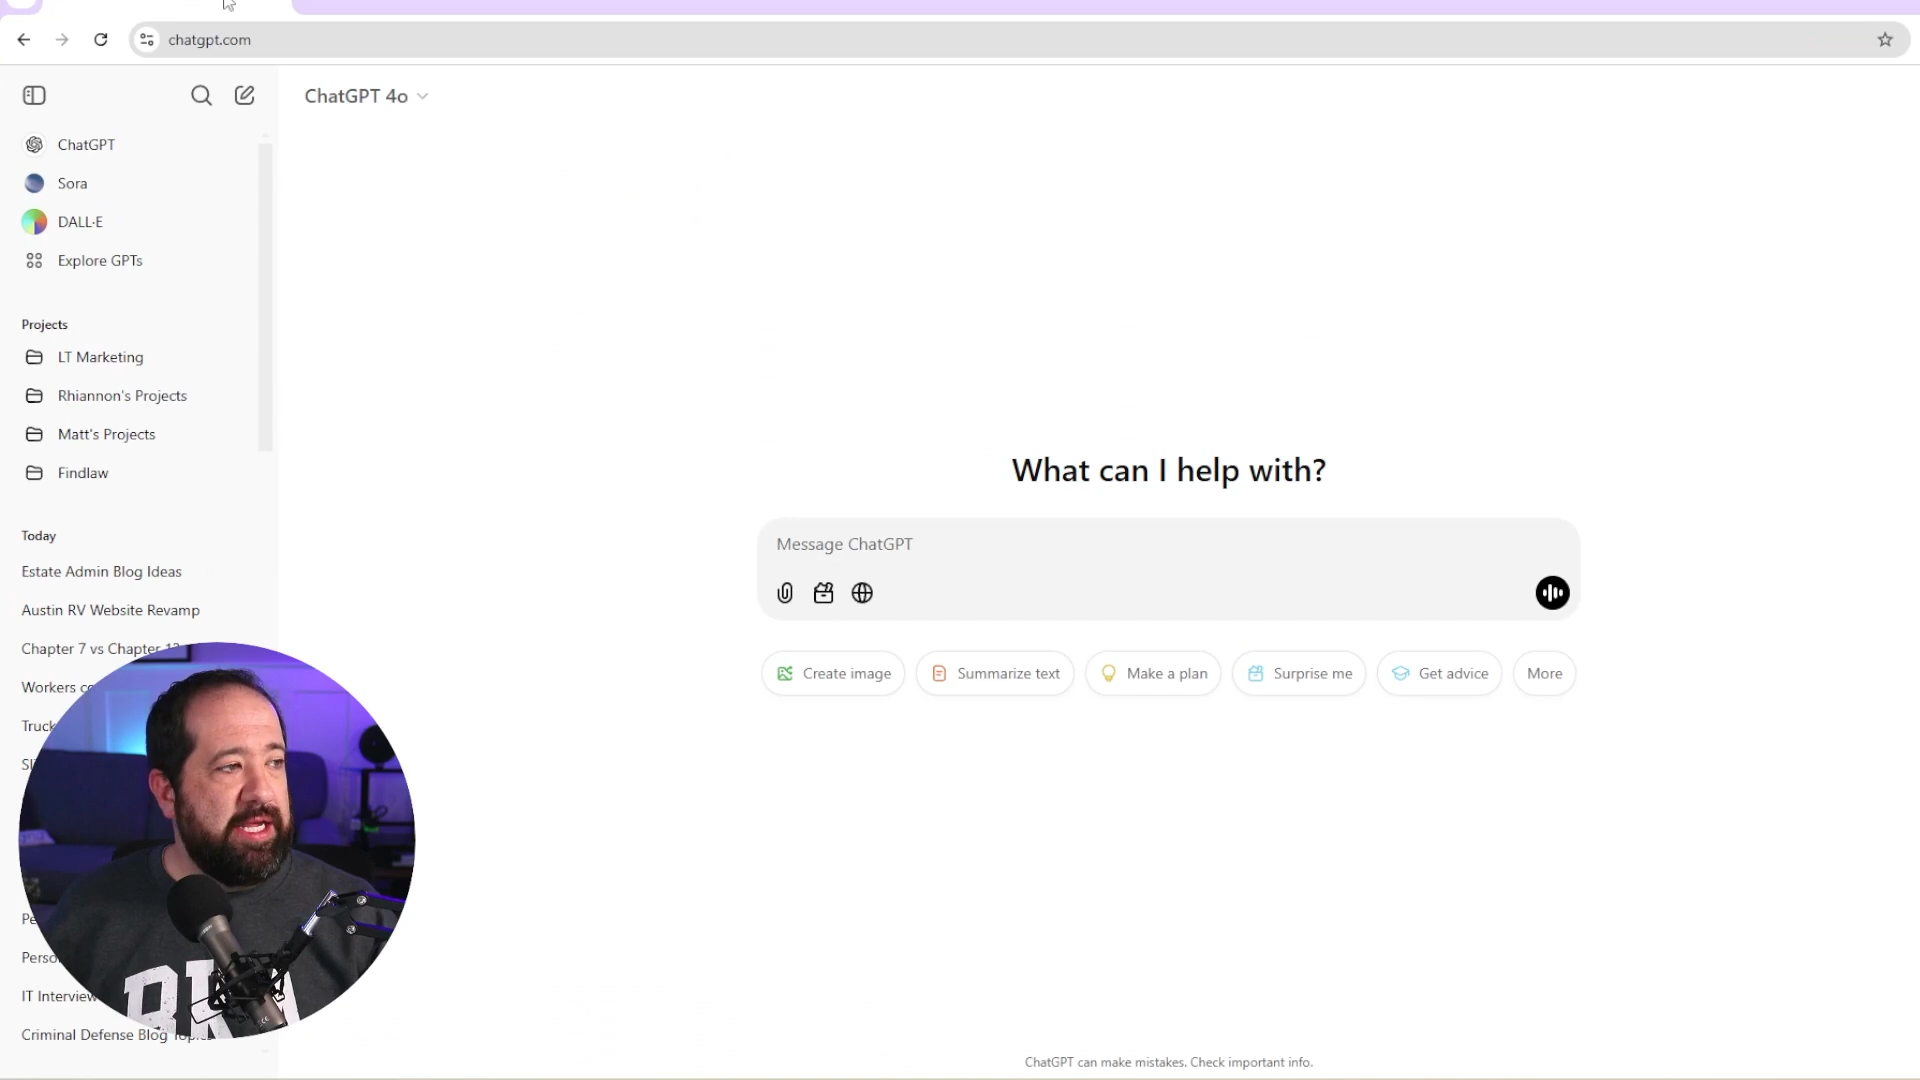 chatgpt.com
ChatGPT 4o
ChatGPT
Sora
DALL·E
Explore GPTs
Projects
LT Marketing
Rhiannon's Projects
Matt's Projects
Findlaw
Today
Estate Admin Blog Ideas
Austin RV Website Revamp
Chapter 7 vs Chapter
Workers
IT Interview
Criminal Defense Blog
What can I help with?
Message ChatGPT
Create image
Summarize text
Make a plan
Surprise me
Get advice
More
ChatGPT can make mistakes. Check important info.